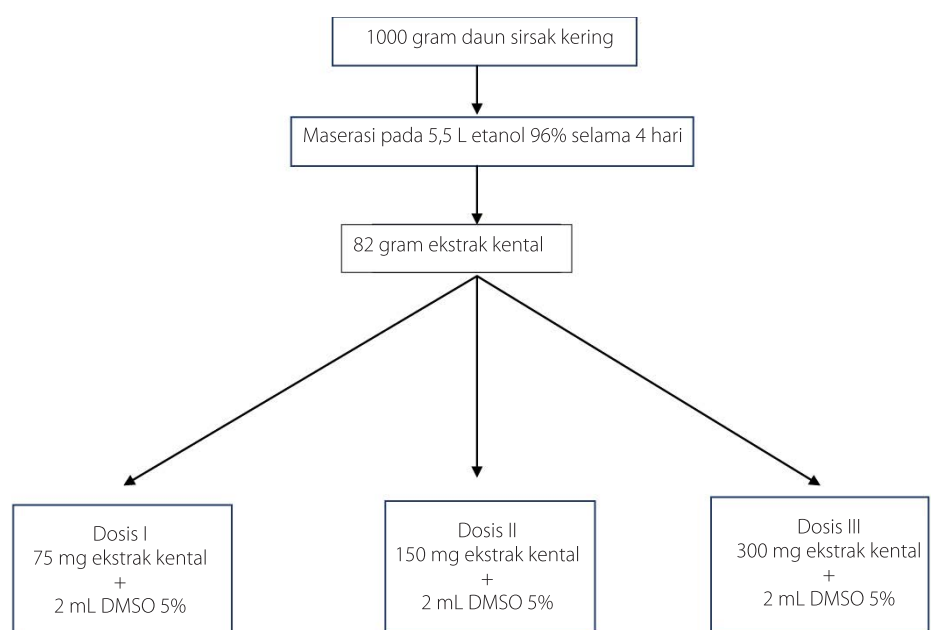 1000 gram daun sirsak kering
Maserasi pada 5,5 L etanol 96% selama 4 hari
82 gram ekstrak kental
Dosis I
75 mg ekstrak kental
+
2 mL DMSO 5%
Dosis II
150 mg ekstrak kental
+
2 mL DMSO 5%
Dosis III
300 mg ekstrak kental
+
2 mL DMSO 5%